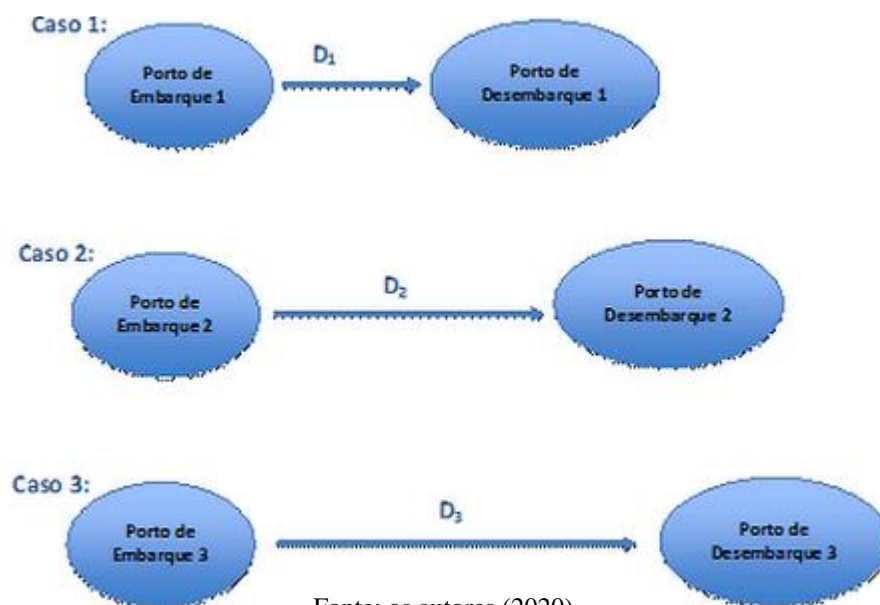 Caso 1:
D₁
Porto de
Embarque 1
Porto de
Desembarque 1
Caso 2:
D₂
Porto de
Embarque 2
Porto de
Desembarque 2
Caso 3:
D₃
Porto de
Embarque 3
Porto de
Desembarque 3
Fonte: os autores (2020)